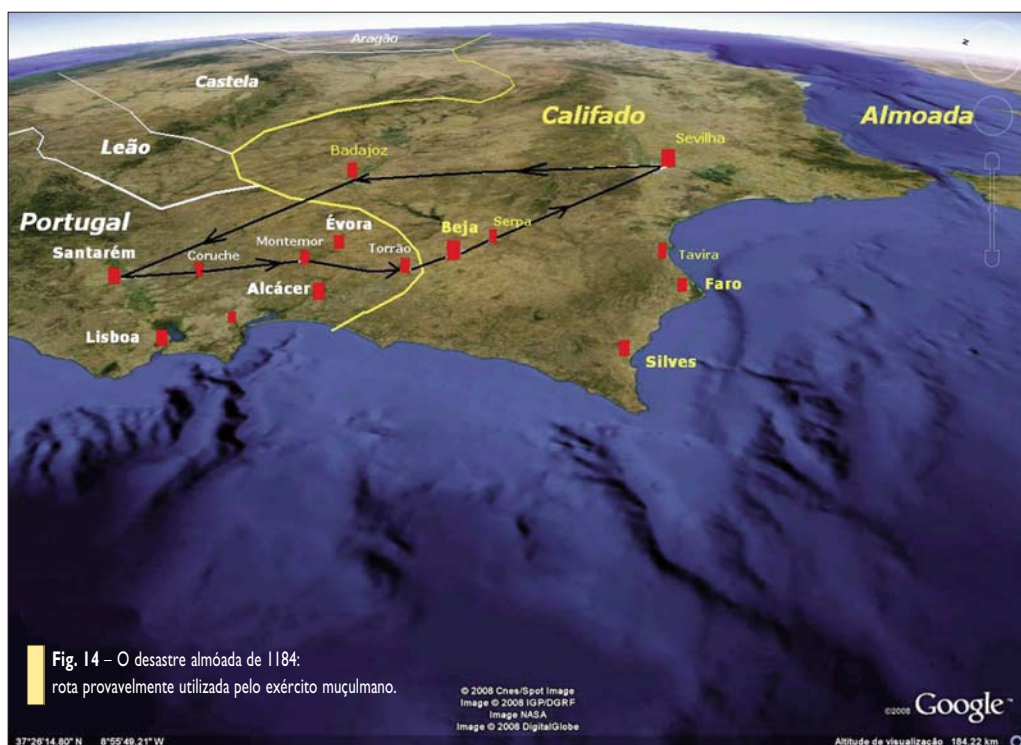 Aragão
Castela
Leão
Portugal
Califado
Almoada
Sevilha
Badajoz
Évora
Beja
Serpa
Santarém
Coruche
Montemor
Torrão
Tavira
Faro
Alcácer
Lisboa
Silves
Fig. 14 – O desastre almóada de 1184:
rota provavelmente utilizada pelo exército muçulmano.
© 2008 Cnes/Spot Image
Image © 2008 IGP/DGRF
Image NASA
Image © 2008 DigitalGlobe
©2008 Google™
37°26'14.80" N 8°55'49.21" W
Altitude de visualização 184.22 km